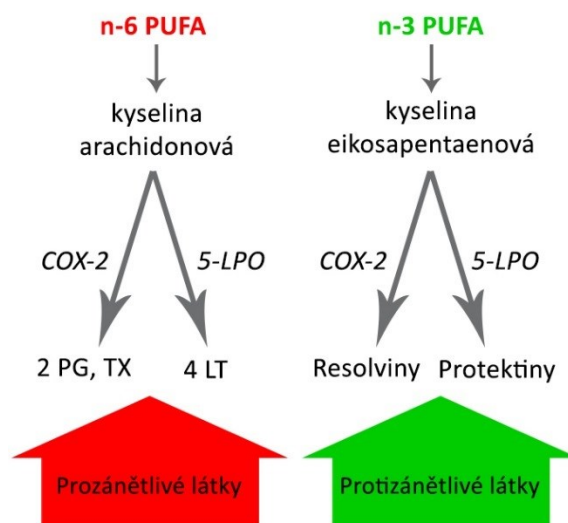 n-6 PUFA
kyselina
arachidonová
COX-2
5-LPO
2 PG, TX
4 LT
Prozánětlivé látky
n-3 PUFA
kyselina
eikosapentaenová
COX-2
5-LPO
Resolviny
Protektiny
Protizánětlivé látky